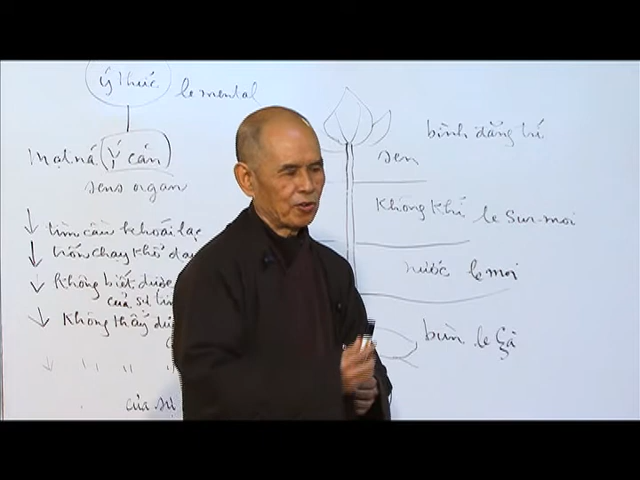 ý thức
le mental
mạt na
Ý căn
sens organ
tìm cầu khoái lạc
trốn chạy khổ
Không biết được
của sự
Không thấy
của sự
bình đẳng trí
sen
Không khí le sur-moi
nước le moi
bùn le ça